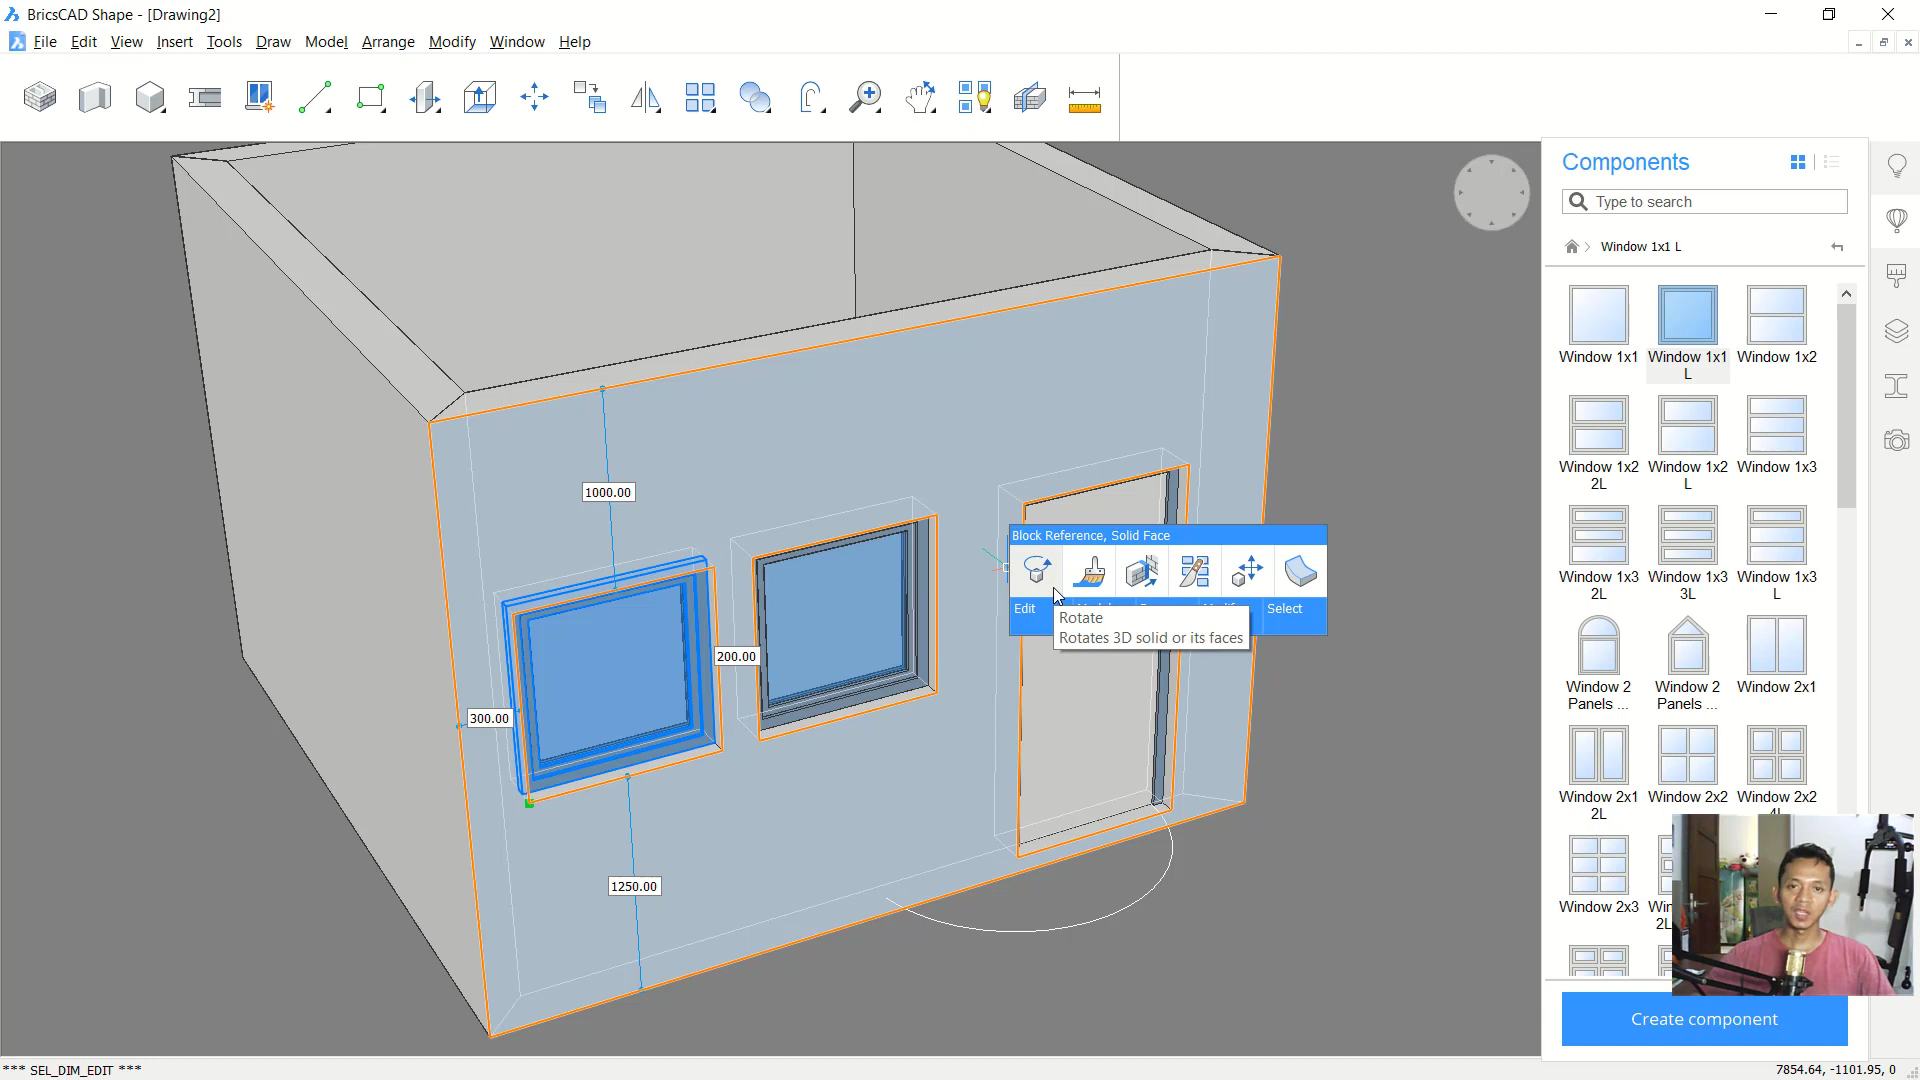 BricsCAD Shape - [Drawing2]
File Edit View Insert Tools Draw Model Arrange Modify Window Help
Components
Type to search
Window 1x1 L
Window 1x1
Window 1x1 L
Window 1x2
Window 1x2 2L
Window 1x2 L
Window 1x3
Window 1x3 2L
Window 1x3 3L
Window 1x3 L
Window 2 Panels ...
Window 2 Panels ...
Window 2x1
Window 2x1 2L
Window 2x2
Window 2x2
Window 2x3
2L
Create component
1000.00
200.00
300.00
1250.00
Block Reference, Solid Face
Edit
Select
Rotate
Rotates 3D solid or its faces
*** SEL_DIM_EDIT ***
7854.64, -1101.95, 0